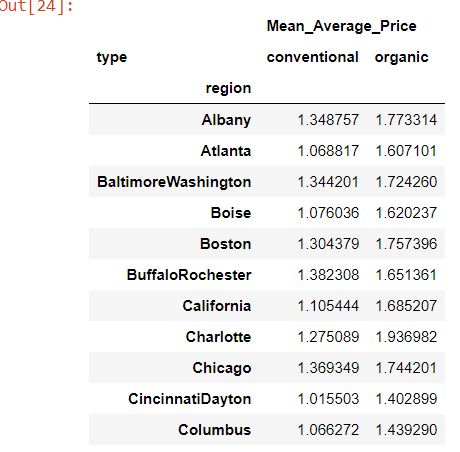 Out[24]:
Mean_Average_Price
type conventional organic
region
Albany 1.348757 1.773314
Atlanta 1.068817 1.607101
BaltimoreWashington 1.344201 1.724260
Boise 1.076036 1.620237
Boston 1.304379 1.757396
BuffaloRochester 1.382308 1.651361
California 1.105444 1.685207
Charlotte 1.275089 1.936982
Chicago 1.369349 1.744201
CincinnatiDayton 1.015503 1.402899
Columbus 1.066272 1.439290